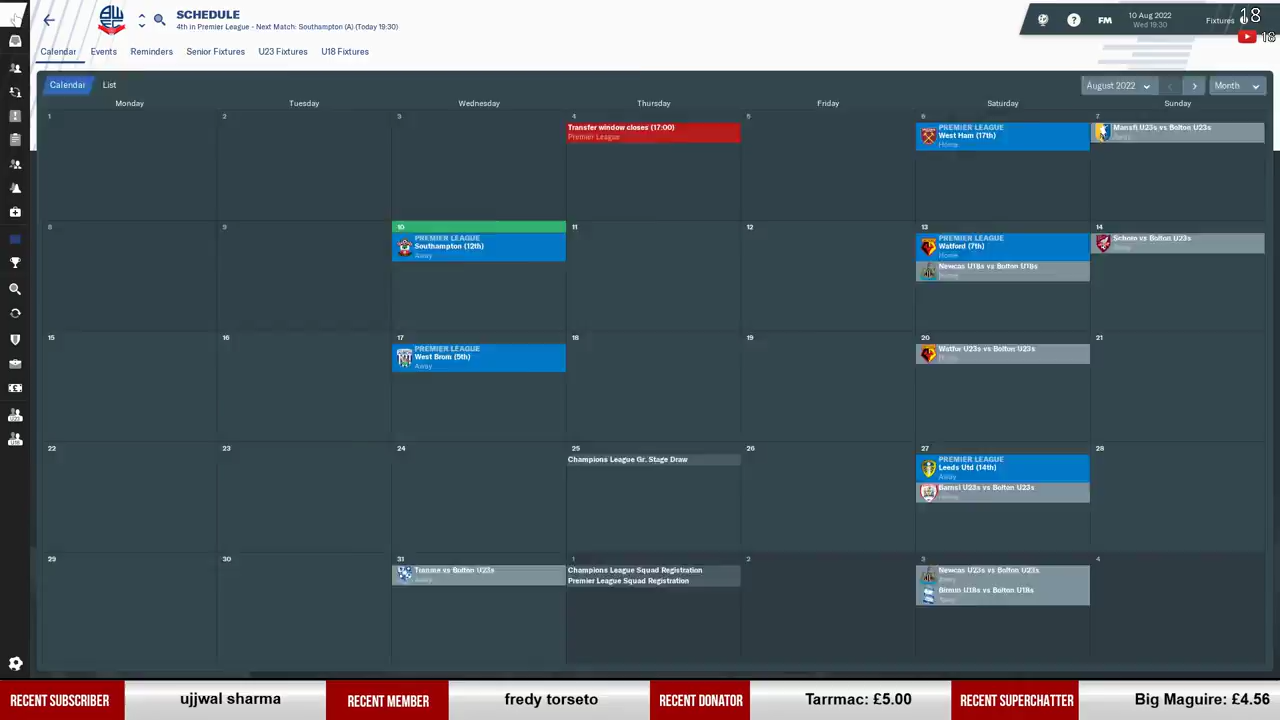 SCHEDULE
4th in Premier League - Next Match: Southampton (A) (Today 19:30)
FM
10 Aug 2022
Wed 19:30
Fixtures
18
Calendar
Events
Reminders
Senior Fixtures
U23 Fixtures
U18 Fixtures
Calendar
List
August 2022
Month
Monday
Tuesday
Wednesday
Thursday
Friday
Saturday
Sunday
1
2
3
4
Transfer window closes (17:00)
Premier League
5
6
PREMIER LEAGUE
West Ham (17th)
Home
7
Mansfi U23s vs Bolton U23s
8
9
10
PREMIER LEAGUE
Southampton (12th)
Away
11
12
13
PREMIER LEAGUE
Watford (7th)
Home
Newcas U18s vs Bolton U18s
14
Bolton U23s
15
16
17
PREMIER LEAGUE
West Brom (5th)
Away
18
19
20
Watfor U23s vs Bolton U23s
21
22
23
24
25
Champions League Gr. Stage Draw
26
27
PREMIER LEAGUE
Leeds Utd (14th)
Away
Barnsl U23s vs Bolton U23s
28
29
30
31
Tranme vs Bolton U23s
1
Champions League Squad Registration
Premier League Squad Registration
2
3
Newcas U23s vs Bolton U23s
Birmin U18s vs Bolton U18s
4
RECENT SUBSCRIBER
ujjwal sharma
RECENT MEMBER
fredy torseto
RECENT DONATOR
Tarrmac: £5.00
RECENT SUPERCHATTER
Big Maguire: £4.56